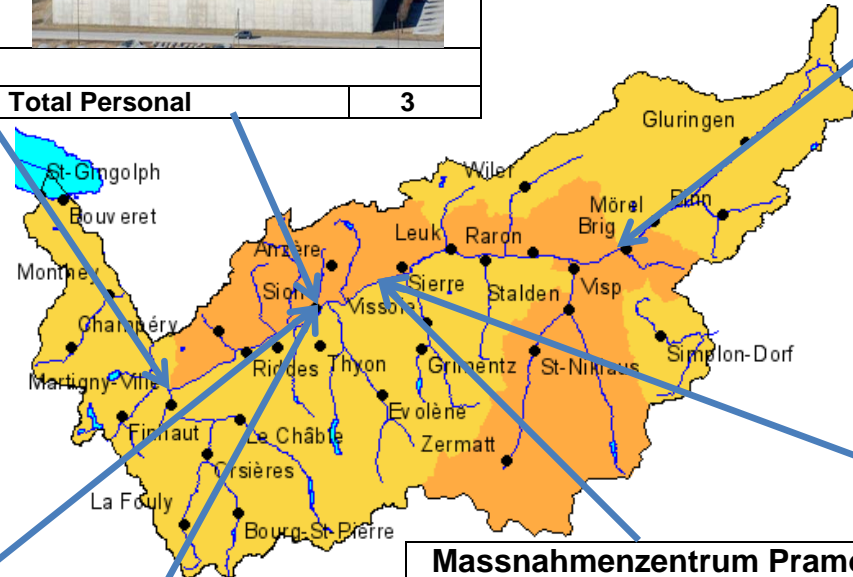 Total Personal 3
Gluringen
St-Gingolph
Wiler
Bouveret
Mörel
Binn
Brig
Leuk
Raron
Anzère
Monthey
Sierre
Visp
Sion
Stalden
Vissoie
Champéry
Simplon-Dorf
Riddes
Thyon
Grimentz
St-Niklaus
Martigny-Ville
Evolène
Finhaut
Le Châble
Zermatt
Orsières
La Fouly
Bourg-St-Pierre
Massnahmenzentrum Pramo